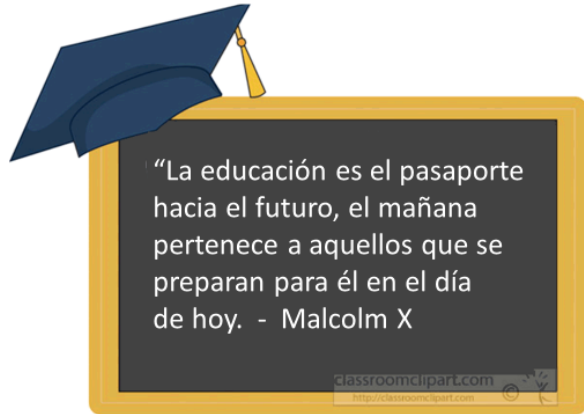 “La educación es el pasaporte
hacia el futuro, el mañana
pertenece a aquellos que se
preparan para él en el día
de hoy. - Malcolm X
classroomclipart.com
http://classroomclipart.com
©